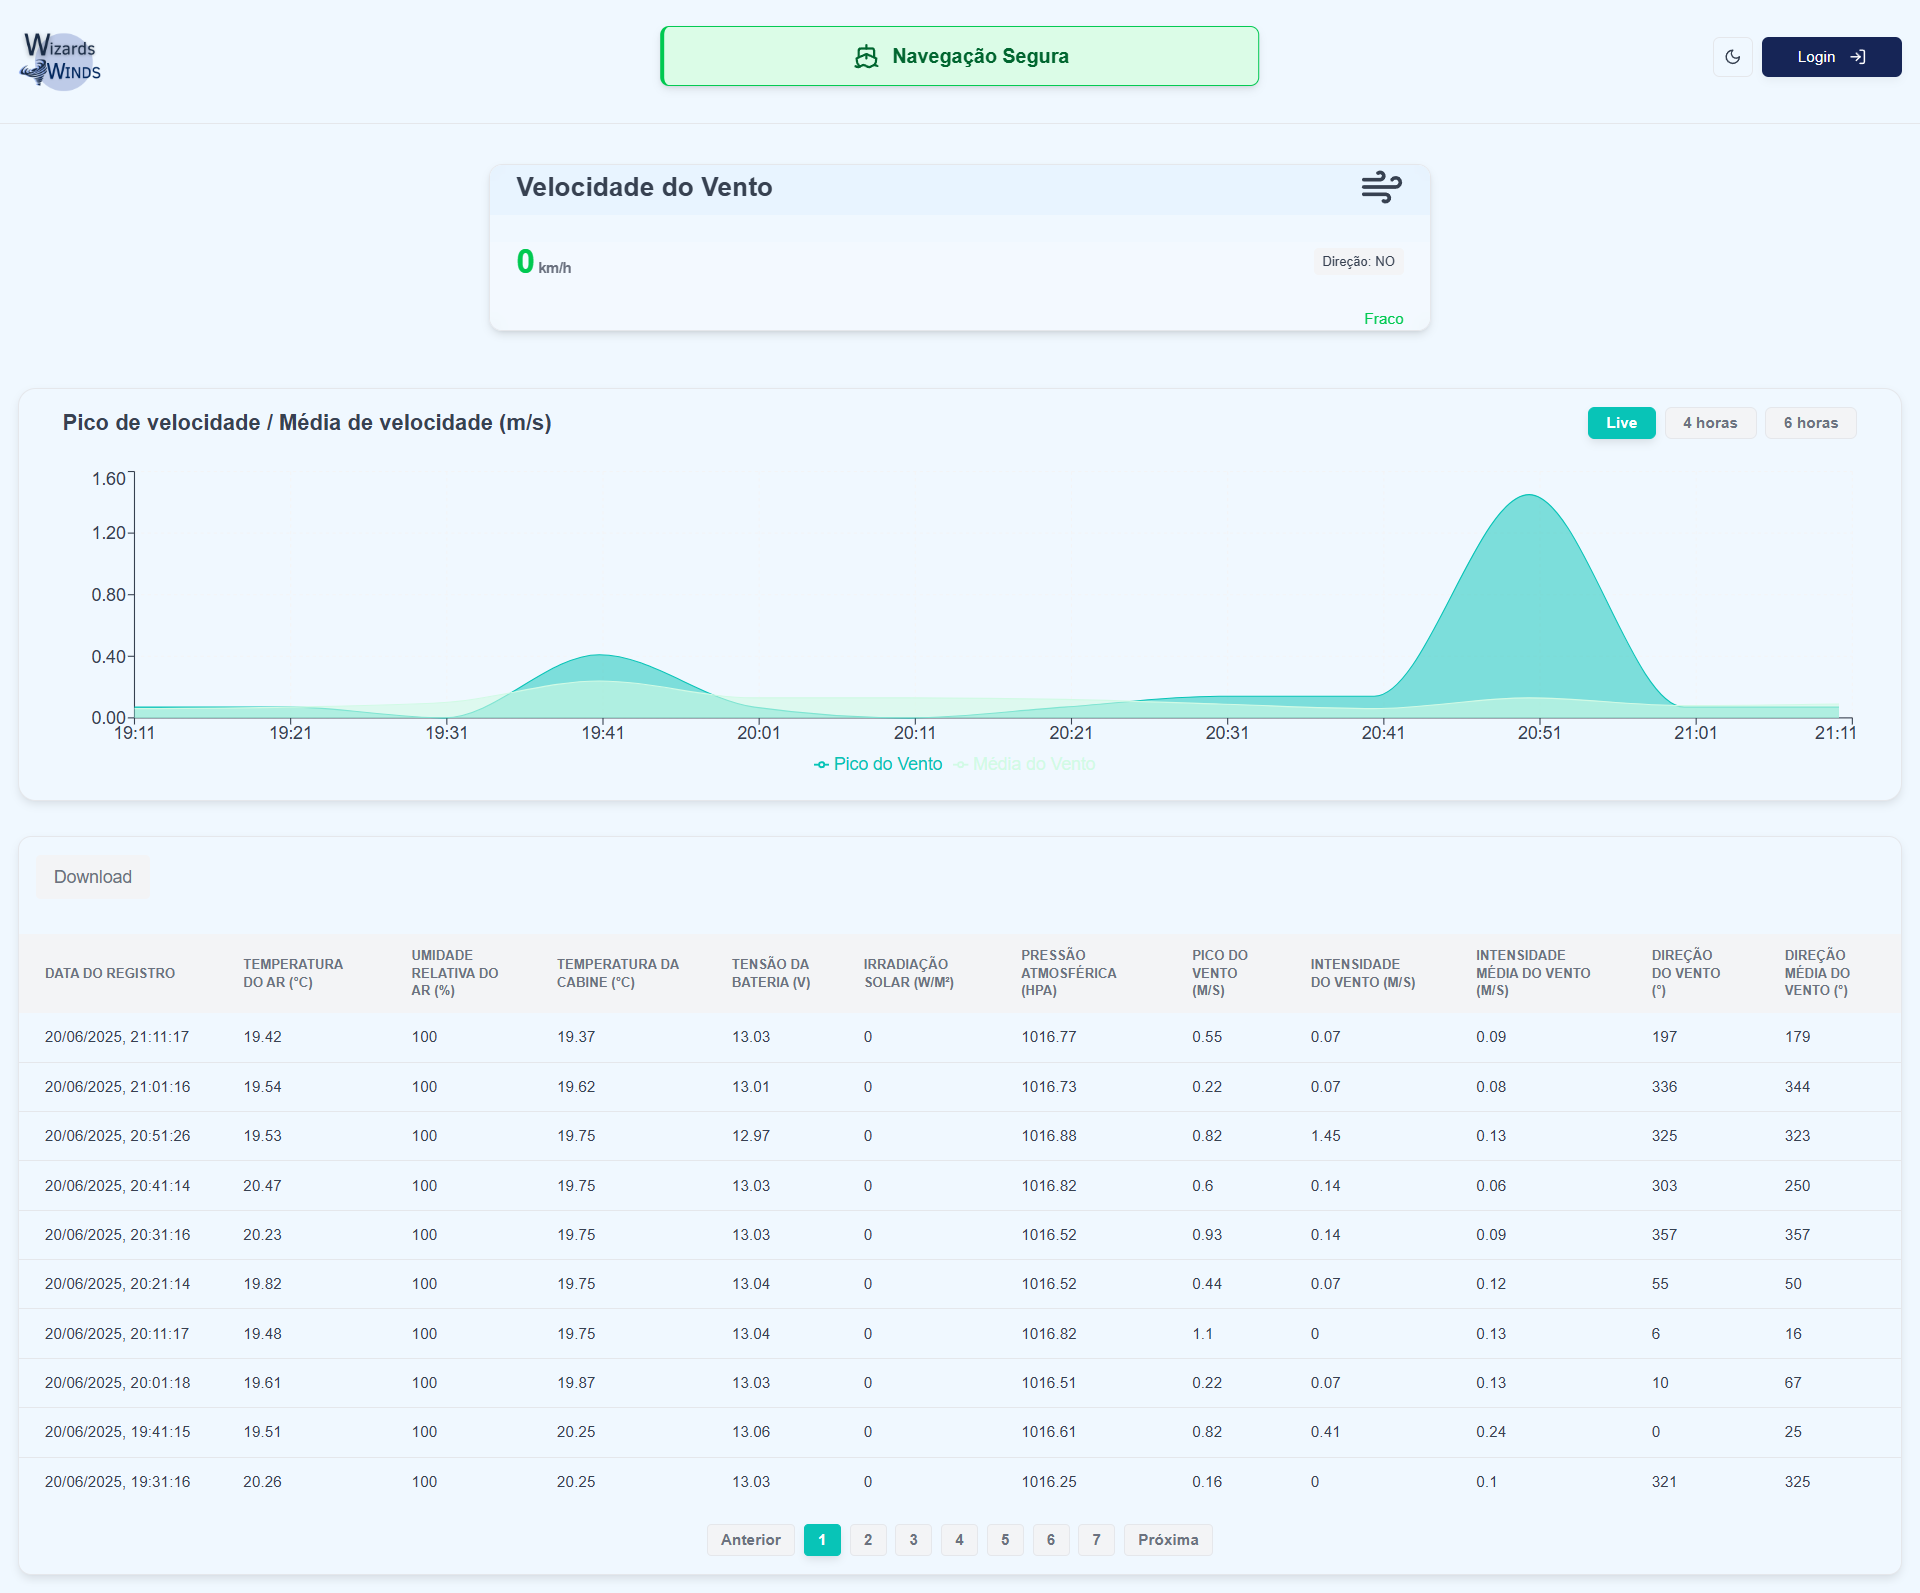 Wizards
Winds
Navegação Segura
Login
Velocidade do Vento
0 km/h
Direção: NO
Fraco
Pico de velocidade / Média de velocidade (m/s)
Live
4 horas
6 horas
1.60
1.20
0.80
0.40
0.00
19:11 19:21 19:31 19:41 20:01 20:11 20:21 20:31 20:41 20:51 21:01 21:11
Pico do Vento Média do Vento
Download
DATA DO REGISTRO
TEMPERATURA
DO AR (°C)
UMIDADE
RELATIVA DO
AR (%)
TEMPERATURA DA
CABINE (°C)
TENSÃO DA
BATERIA (V)
IRRADIAÇÃO
SOLAR (W/M²)
PRESSÃO
ATMOSFÉRICA
(HPA)
PICO DO
VENTO
(M/S)
INTENSIDADE
DO VENTO (M/S)
INTENSIDADE
MÉDIA DO VENTO
(M/S)
DIREÇÃO
DO VENTO
(°)
DIREÇÃO
MÉDIA DO
VENTO (°)
20/06/2025, 21:11:17 19.42 100 19.37 13.03 0 1016.77 0.55 0.07 0.09 197 179
20/06/2025, 21:01:16 19.54 100 19.62 13.01 0 1016.73 0.22 0.07 0.08 336 344
20/06/2025, 20:51:26 19.53 100 19.75 12.97 0 1016.88 0.82 1.45 0.13 325 323
20/06/2025, 20:41:14 20.47 100 19.75 13.03 0 1016.82 0.6 0.14 0.06 303 250
20/06/2025, 20:31:16 20.23 100 19.75 13.03 0 1016.52 0.93 0.14 0.09 357 357
20/06/2025, 20:21:14 19.82 100 19.75 13.04 0 1016.52 0.44 0.07 0.12 55 50
20/06/2025, 20:11:17 19.48 100 19.75 13.04 0 1016.82 1.1 0 0.13 6 16
20/06/2025, 20:01:18 19.61 100 19.87 13.03 0 1016.51 0.22 0.07 0.13 10 67
20/06/2025, 19:41:15 19.51 100 20.25 13.06 0 1016.61 0.82 0.41 0.24 0 25
20/06/2025, 19:31:16 20.26 100 20.25 13.03 0 1016.25 0.16 0 0.1 321 325
Anterior 1 2 3 4 5 6 7 Próxima